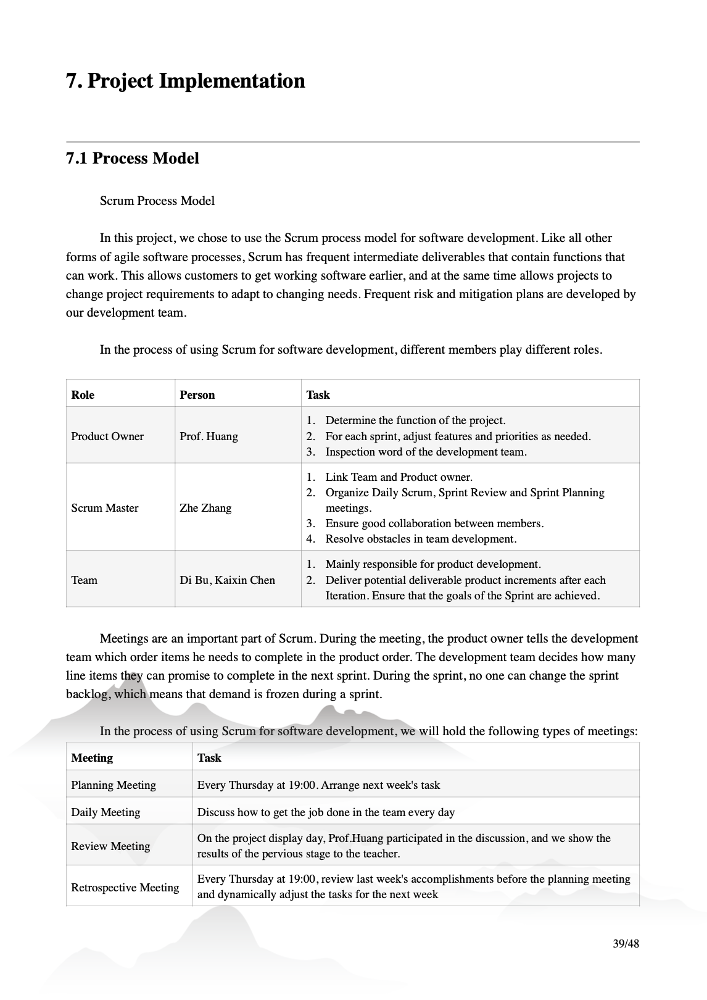 7. Project Implementation
7.1 Process Model
Scrum Process Model
In this project, we chose to use the Scrum process model for software development. Like all other
forms of agile software processes, Scrum has frequent intermediate deliverables that contain functions that
can work. This allows customers to get working software earlier, and at the same time allows projects to
change project requirements to adapt to changing needs. Frequent risk and mitigation plans are developed by
our development team.
In the process of using Scrum for software development, different members play different roles.
Role Person Task
Product Owner Prof. Huang
1. Determine the function of the project.
2. For each sprint, adjust features and priorities as needed.
3. Inspection word of the development team.
Scrum Master Zhe Zhang
1. Link Team and Product owner.
2. Organize Daily Scrum, Sprint Review and Sprint Planning
meetings.
3. Ensure good collaboration between members.
4. Resolve obstacles in team development.
Team Di Bu, Kaixin Chen
1. Mainly responsible for product development.
2. Deliver potential deliverable product increments after each
Iteration. Ensure that the goals of the Sprint are achieved.
Meetings are an important part of Scrum. During the meeting, the product owner tells the development
team which order items he needs to complete in the product order. The development team decides how many
line items they can promise to complete in the next sprint. During the sprint, no one can change the sprint
backlog, which means that demand is frozen during a sprint.
In the process of using Scrum for software development, we will hold the following types of meetings:
Meeting Task
Planning Meeting Every Thursday at 19:00. Arrange next week's task
Daily Meeting Discuss how to get the job done in the team every day
Review Meeting
On the project display day, Prof.Huang participated in the discussion, and we show the
results of the pervious stage to the teacher.
Retrospective Meeting
Every Thursday at 19:00, review last week's accomplishments before the planning meeting
and dynamically adjust the tasks for the next week
39/48